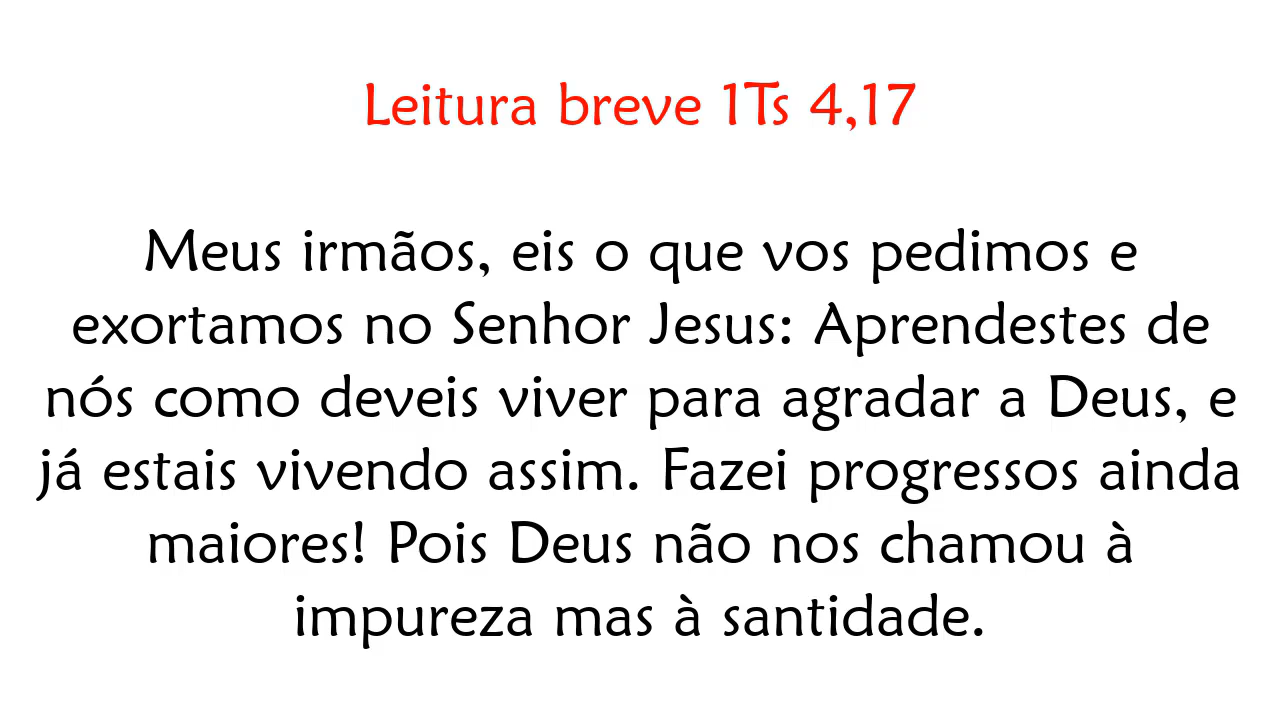 Leitura breve 1Ts 4,17
Meus irmãos, eis o que vos pedimos e
exortamos no Senhor Jesus: Aprendestes de
nós como deveis viver para agradar a Deus, e
já estais vivendo assim. Fazei progressos ainda
maiores! Pois Deus não nos chamou à
impureza mas à santidade.